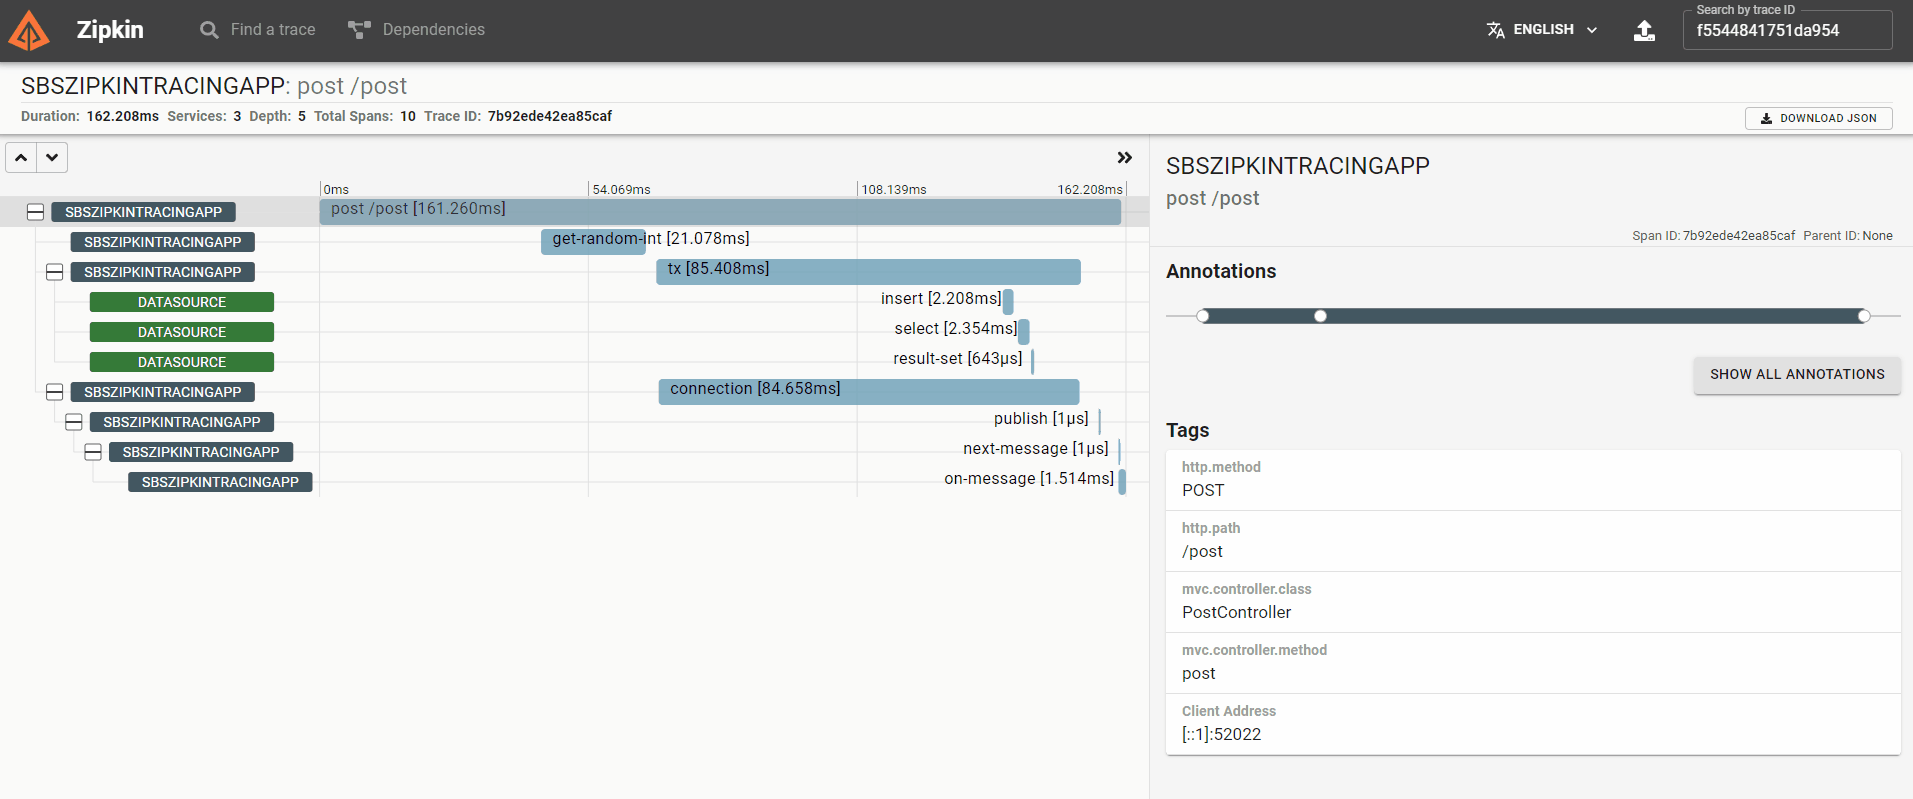 Zipkin
Find a trace
Dependencies
ENGLISH
Search by trace ID
f5544841751da954
SBSZIPKINTRACINGAPP: post /post
Duration: 162.208ms Services: 3 Depth: 5 Total Spans: 10 Trace ID: 7b92ede42ea85caf
DOWNLOAD JSON
0ms 54.069ms 108.139ms 162.208ms
SBSZIPKINTRACINGAPP post /post [161.260ms]
SBSZIPKINTRACINGAPP get-random-int [21.078ms]
SBSZIPKINTRACINGAPP tx [85.408ms]
DATASOURCE insert [2.208ms]
DATASOURCE select [2.354ms]
DATASOURCE result-set [643μs]
SBSZIPKINTRACINGAPP connection [84.658ms]
SBSZIPKINTRACINGAPP publish [1μs]
SBSZIPKINTRACINGAPP next-message [1μs]
SBSZIPKINTRACINGAPP on-message [1.514ms]
SBSZIPKINTRACINGAPP
post /post
Span ID: 7b92ede42ea85caf Parent ID: None
Annotations
SHOW ALL ANNOTATIONS
Tags
http.method
POST
http.path
/post
mvc.controller.class
PostController
mvc.controller.method
post
Client Address
[::1]:52022